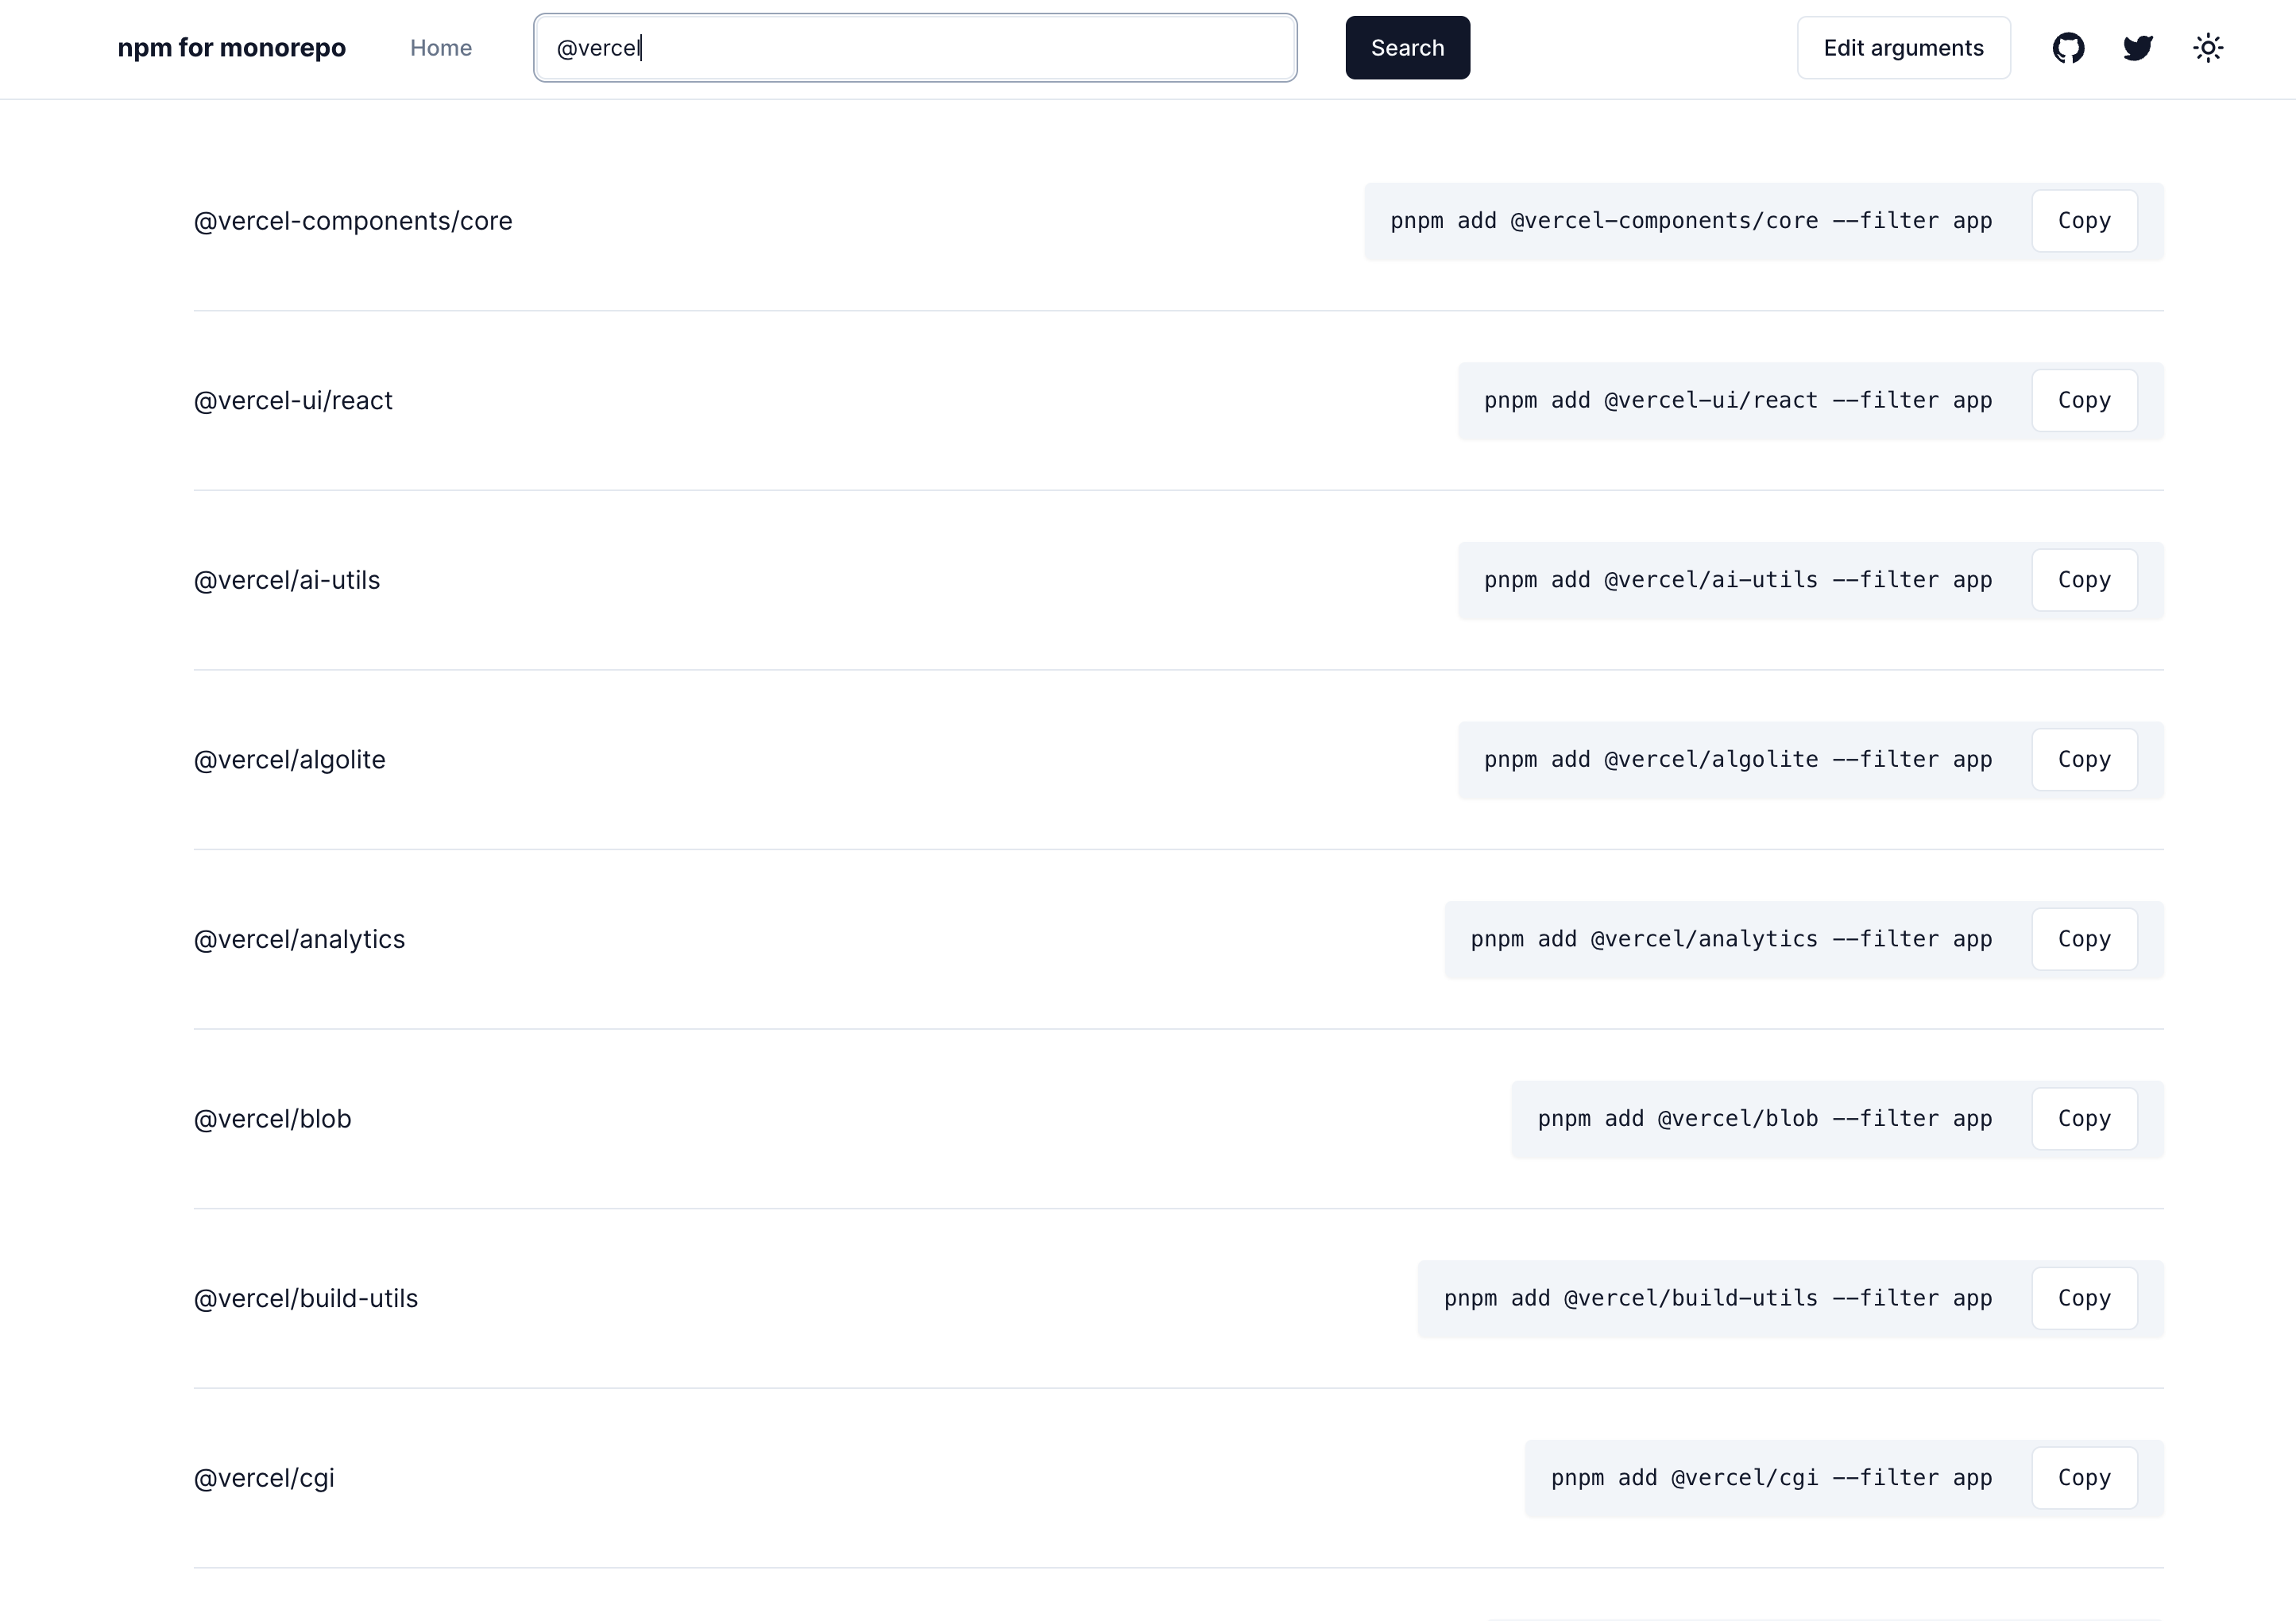 npm for monorepo Home @vercel Search Edit arguments
@vercel-components/core pnpm add @vercel-components/core --filter app Copy
@vercel-ui/react pnpm add @vercel-ui/react --filter app Copy
@vercel/ai-utils pnpm add @vercel/ai-utils --filter app Copy
@vercel/algolite pnpm add @vercel/algolite --filter app Copy
@vercel/analytics pnpm add @vercel/analytics --filter app Copy
@vercel/blob pnpm add @vercel/blob --filter app Copy
@vercel/build-utils pnpm add @vercel/build-utils --filter app Copy
@vercel/cgi pnpm add @vercel/cgi --filter app Copy